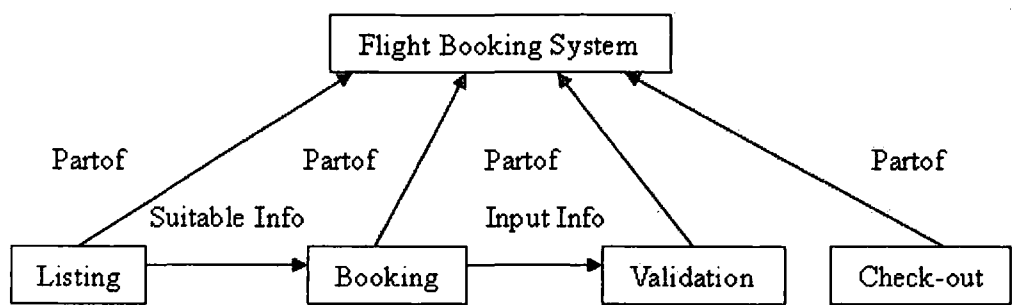 Flight Booking System
Partof Partof Partof Partof
Suitable Info Input Info
Listing Booking Validation Check-out